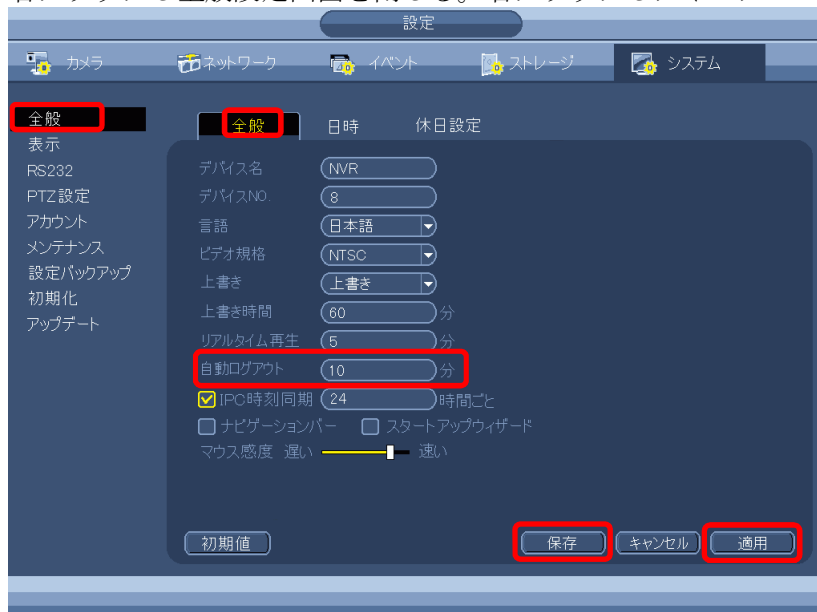 設定
カメラ ネットワーク イベント ストレージ システム
全般
表示
RS232
PTZ設定
アカウント
メンテナンス
設定バックアップ
初期化
アップデート
全般 日時 休日設定
デバイス名 NVR
デバイスNO. 8
言語 日本語
ビデオ規格 NTSC
上書き 上書き
上書き時間 60 分
リアルタイム再生 5 分
自動ログアウト 10 分
IPC時刻同期 24 時間ごと
ナビゲーションバー スタートアップウィザード
マウス感度 遅い 速い
初期値 保存 キャンセル 適用